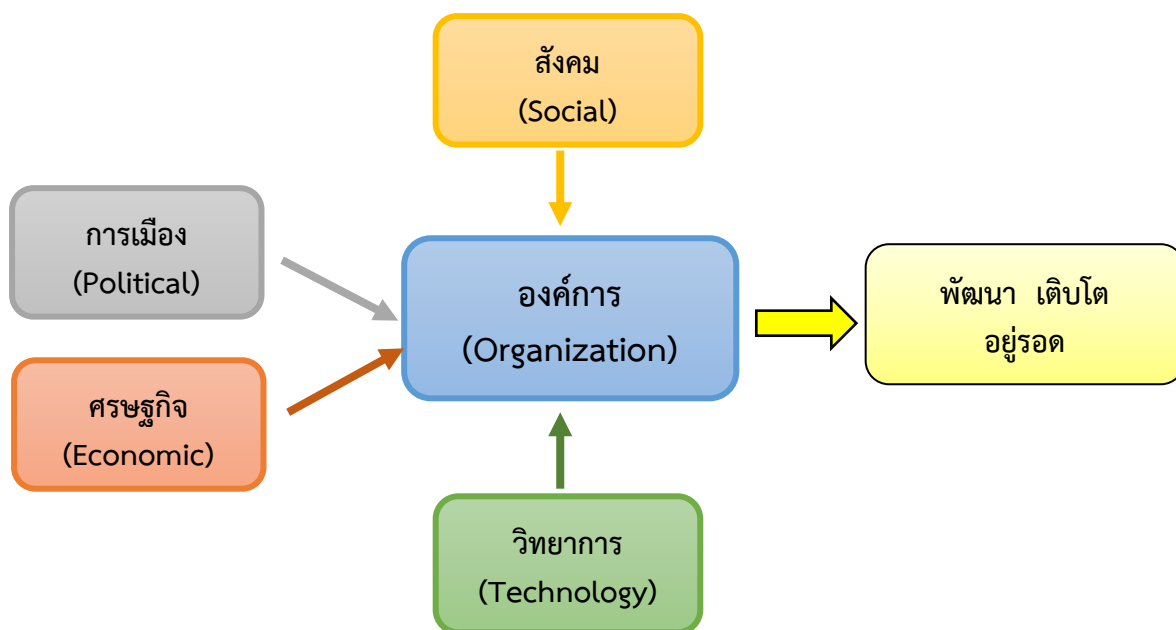 สังคม
(Social)
การเมือง
(Political)
องค์การ
(Organization)
พัฒนา เติบโต
อยู่รอด
ศรษฐกิจ
(Economic)
วิทยาการ
(Technology)